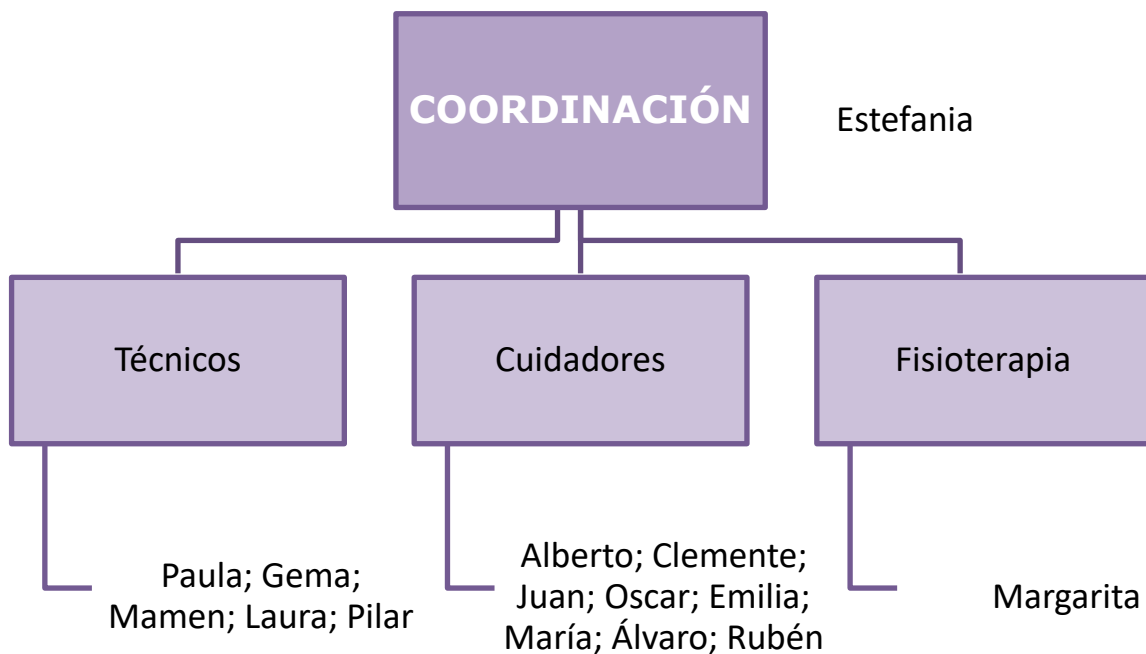 COORDINACIÓN
Estefania
Técnicos
Cuidadores
Fisioterapia
Paula; Gema;
Mamen; Laura; Pilar
Alberto; Clemente;
Juan; Oscar; Emilia;
María; Álvaro; Rubén
Margarita